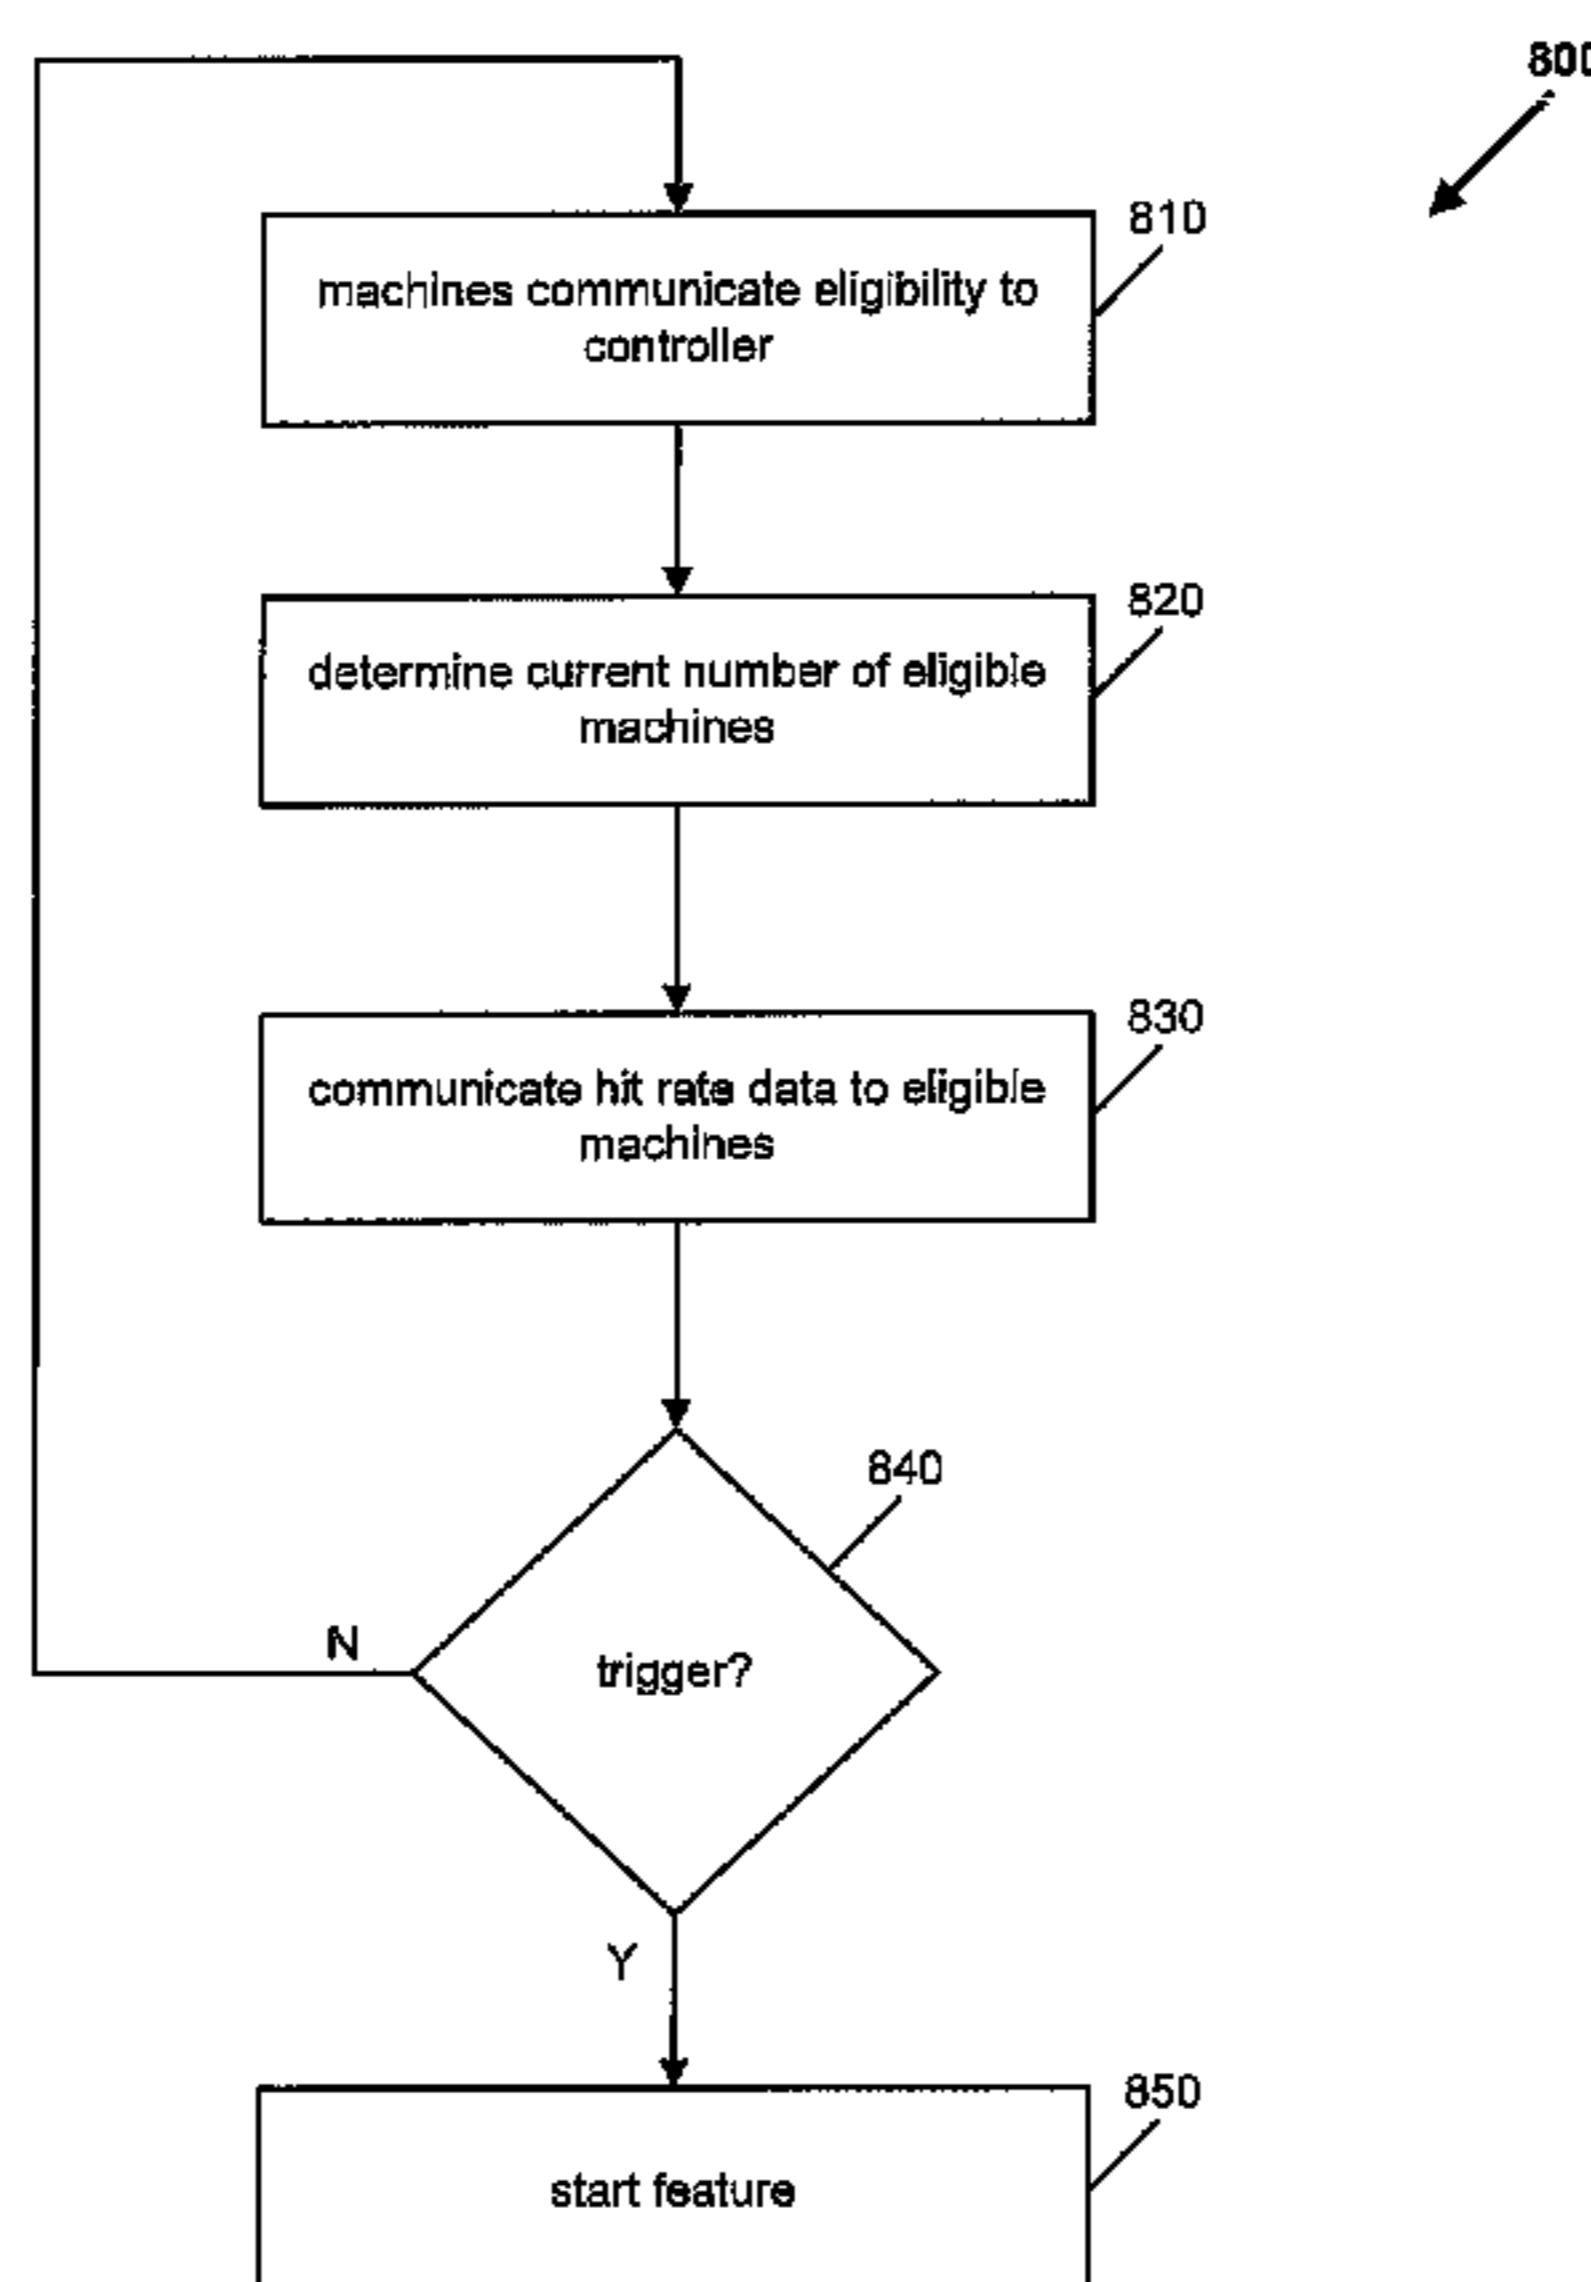 800
810
machines communicate eligibility to
controller
820
determine current number of eligible
machines
830
communicate hit rate data to eligible
machines
840
trigger?
N
Y
850
start feature